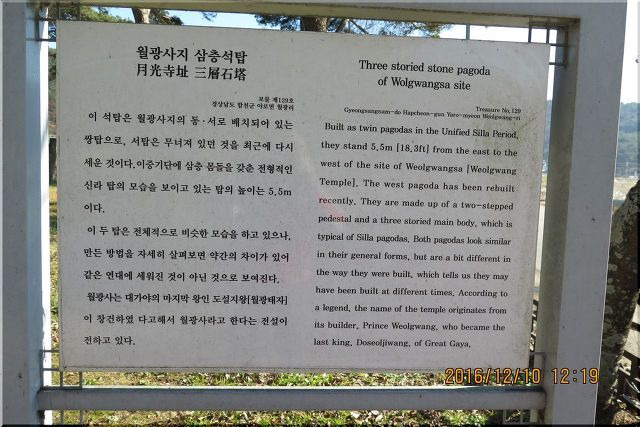 월광사지 삼층석탑
月光寺址 三層石塔
보물 제129호
경상남도 합천군 야로면 월광리
이 석탑은 월광사지의 동·서로 배치되어 있는
쌍탑으로, 서탑은 무너져 있던 것을 최근에 다시
세운 것이다.이중기단에 삼층 몸돌을 갖춘 전형적인
신라 탑의 모습을 보이고 있는 탑의 높이는 5.5m
이다.
이 두 탑은 전체적으로 비슷한 모습을 하고 있으나,
만든 방법을 자세히 살펴보면 약간의 차이가 있어
같은 연대에 세워진 것이 아닌 것으로 보여진다.
월광사는 대가야의 마지막 왕인 도설지왕[월광태자]
이 창건하였 다고해서 월광사라고 한다는 전설이
전하고 있다.
Three storied stone pagoda
of Wolgwangsa site
Treasure No.129
Gyeongsangnam-do Hapcheon-gun Yaro-myeon Weolgwang-ri
Built as twin pagodas in the Unified Silla Period,
they stand 5.5m [18.3ft] from the east to the
west of the site of Weolgwangsa [Weolgwang
Temple]. The west pagoda has been rebuilt
recently. They are made up of a two-stepped
pedestal and a three storied main body, which is
typical of Silla pagodas. Both pagodas look similar
in their general forms, but are a bit different in
the way they were built, which tells us they may
have been built at different times. According to
a legend, the name of the temple originates from
its builder, Prince Weolgwang, who became the
last king, Doseoljiwang, of Great Gaya.
2016/12/10 12:19